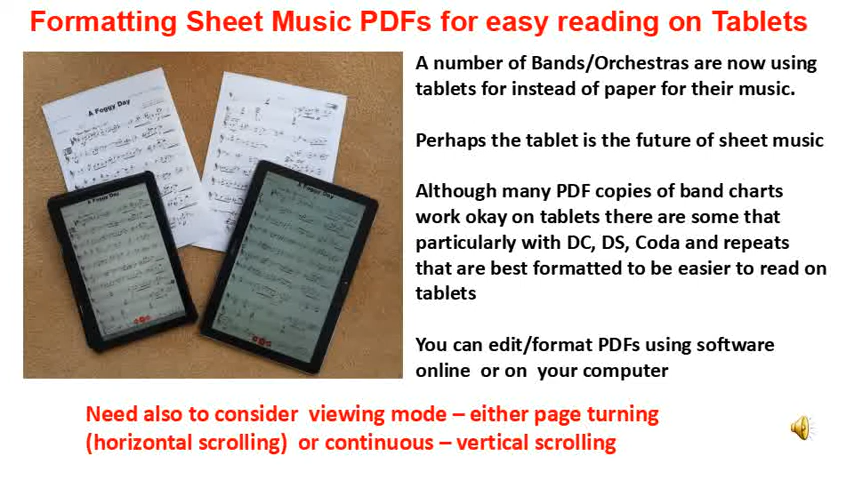 Formatting Sheet Music PDFs for easy reading on Tablets
A Foggy Day
A Foggy Day
A Foggy Day
A number of Bands/Orchestras are now using
tablets for instead of paper for their music.
Perhaps the tablet is the future of sheet music
Although many PDF copies of band charts
work okay on tablets there are some that
particularly with DC, DS, Coda and repeats
that are best formatted to be easier to read on
tablets
You can edit/format PDFs using software
online or on your computer
Need also to consider viewing mode – either page turning
(horizontal scrolling) or continuous – vertical scrolling